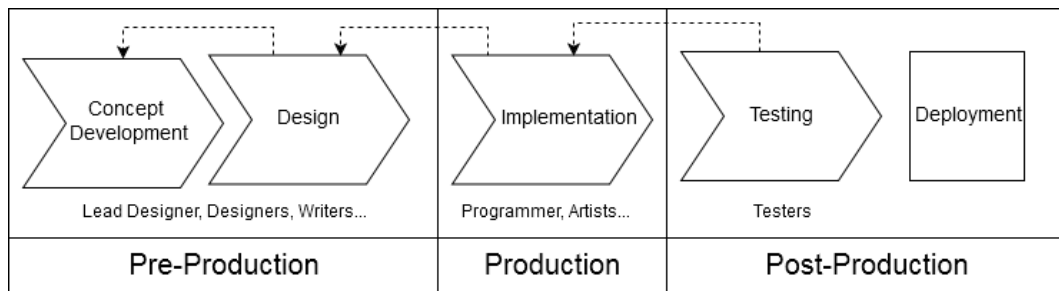 Concept
Development
Design
Implementation
Testing
Deployment
Lead Designer, Designers, Writers...
Programmer, Artists...
Testers
Pre-Production
Production
Post-Production